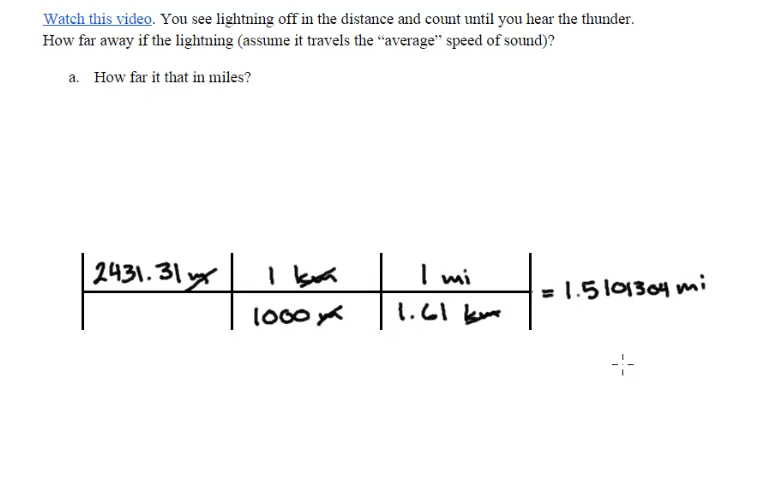 Watch this video. You see lightning off in the distance and count until you hear the thunder.
How far away if the lightning (assume it travels the “average” speed of sound)?
a. How far it that in miles?
2431.31 m | 1 km | 1 mi
= 1.5101304 mi
1000 m | 1.61 km